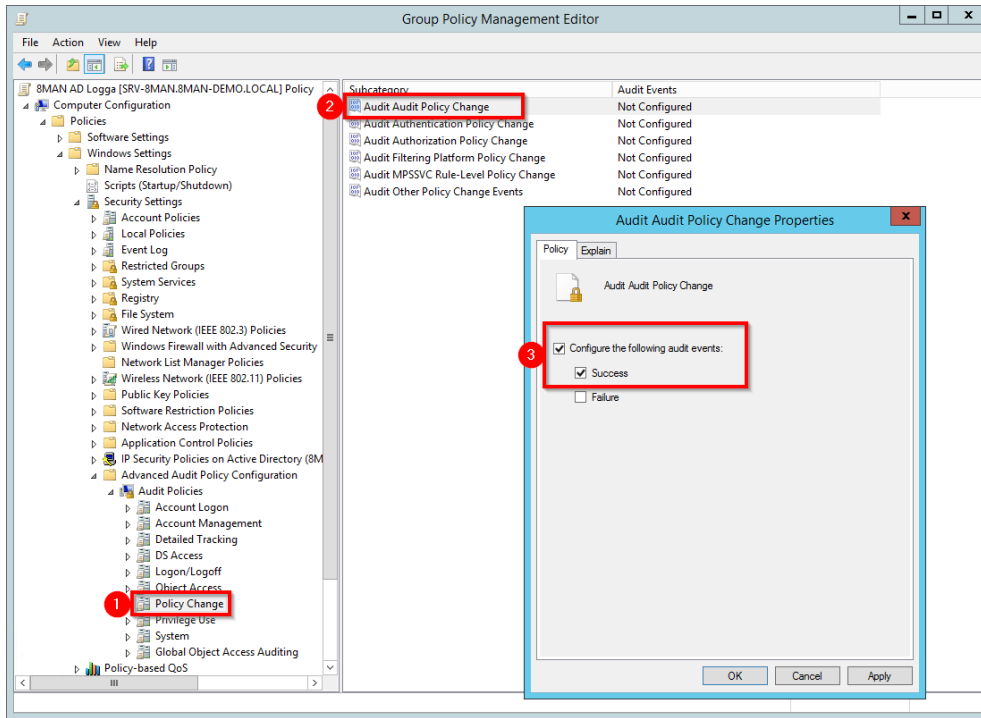 Group Policy Management Editor
File Action View Help
8MAN AD Logga [SRV-8MAN.8MAN-DEMO.LOCAL] Policy
Computer Configuration
Policies
Software Settings
Windows Settings
Name Resolution Policy
Scripts (Startup/Shutdown)
Security Settings
Account Policies
Local Policies
Event Log
Restricted Groups
System Services
Registry
File System
Wired Network (IEEE 802.3) Policies
Windows Firewall with Advanced Security
Network List Manager Policies
Wireless Network (IEEE 802.11) Policies
Public Key Policies
Software Restriction Policies
Network Access Protection
Application Control Policies
IP Security Policies on Active Directory (8M
Advanced Audit Policy Configuration
Audit Policies
Account Logon
Account Management
Detailed Tracking
DS Access
Logon/Logoff
Object Access
1 Policy Change
Privilege Use
System
Global Object Access Auditing
Policy-based QoS
Subcategory Audit Events
2 Audit Audit Policy Change Not Configured
Audit Authentication Policy Change Not Configured
Audit Authorization Policy Change Not Configured
Audit Filtering Platform Policy Change Not Configured
Audit MPSSVC Rule-Level Policy Change Not Configured
Audit Other Policy Change Events Not Configured
Audit Audit Policy Change Properties
Policy Explain
Audit Audit Policy Change
3 Configure the following audit events:
Success
Failure
OK Cancel Apply